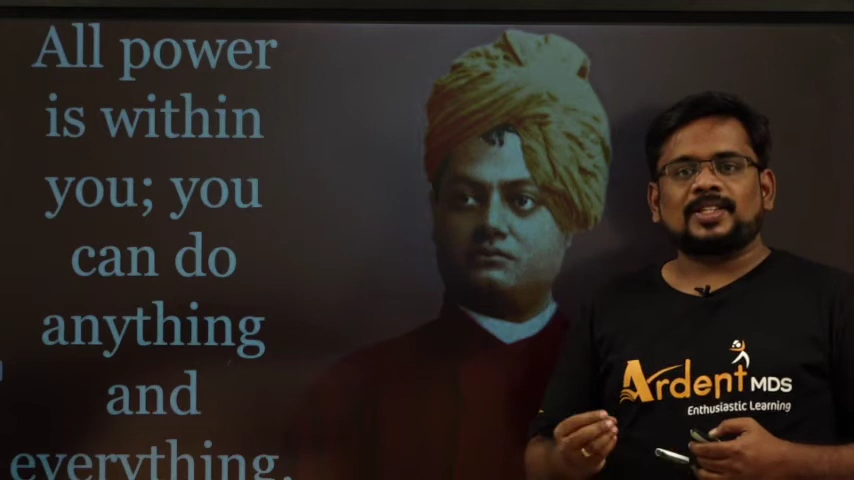 All power
is within
you; you
can do
anything
and
everything.
Ardent MDS
Enthusiastic Learning